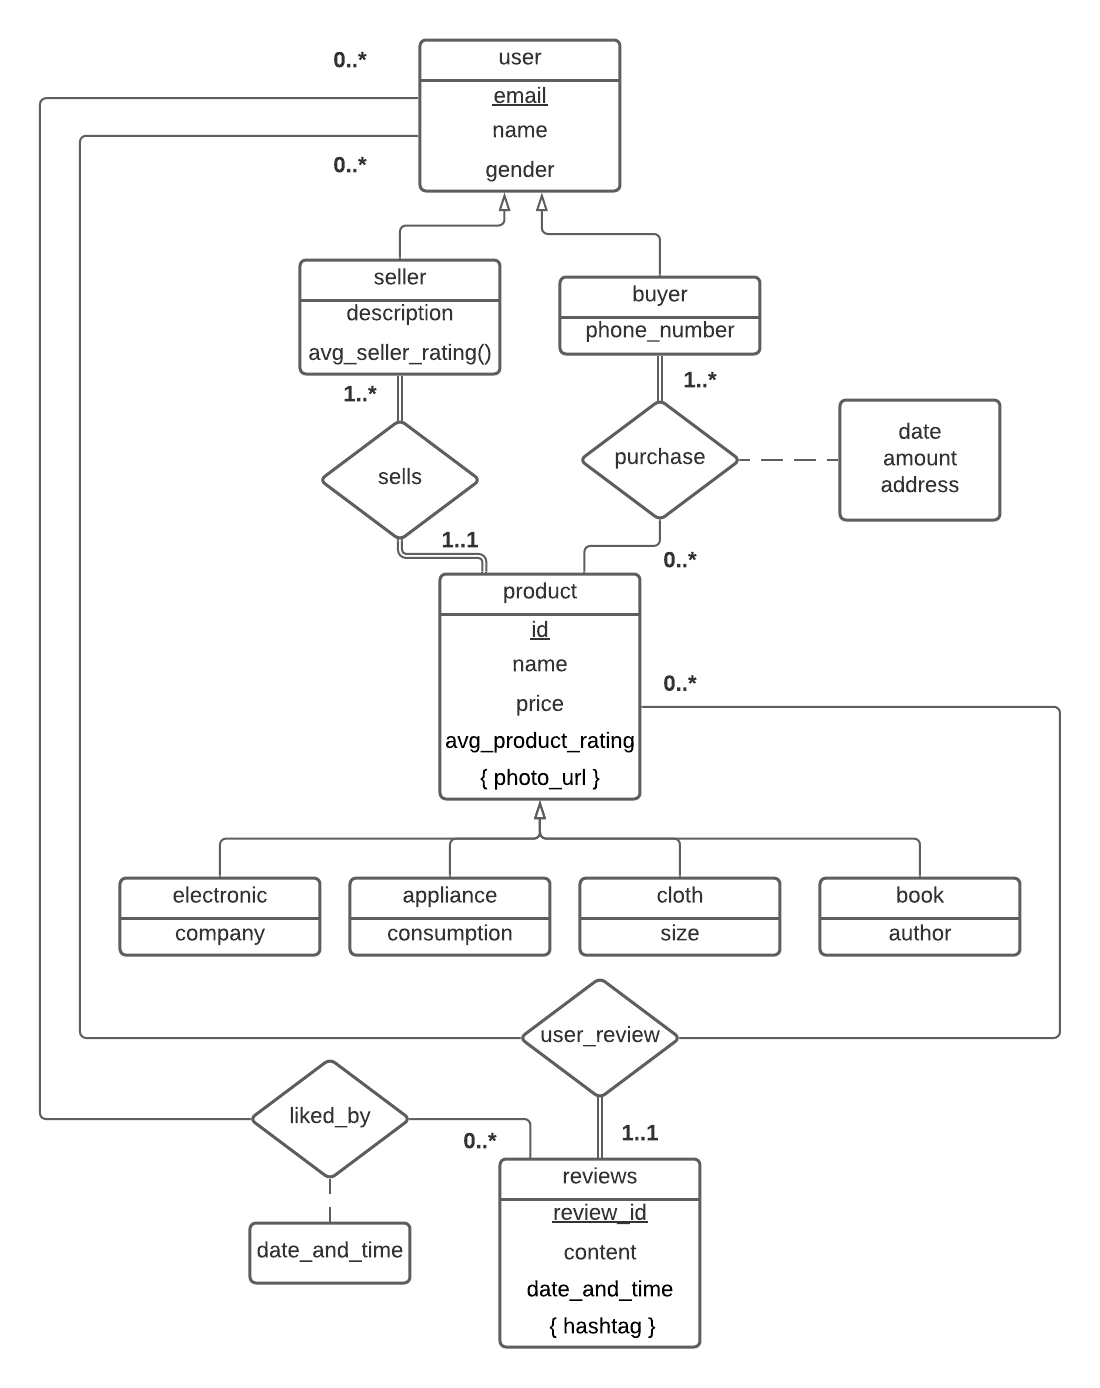 0..*
user
email
name
gender
0..*
seller
description
avg_seller_rating()
buyer
phone_number
1..*
1..*
sells
purchase
date
amount
address
1..1
0..*
product
id
name
price
avg_product_rating
{ photo_url }
0..*
electronic
company
appliance
consumption
cloth
size
book
author
user_review
liked_by
0..*
1..1
date_and_time
reviews
review_id
content
date_and_time
{ hashtag }